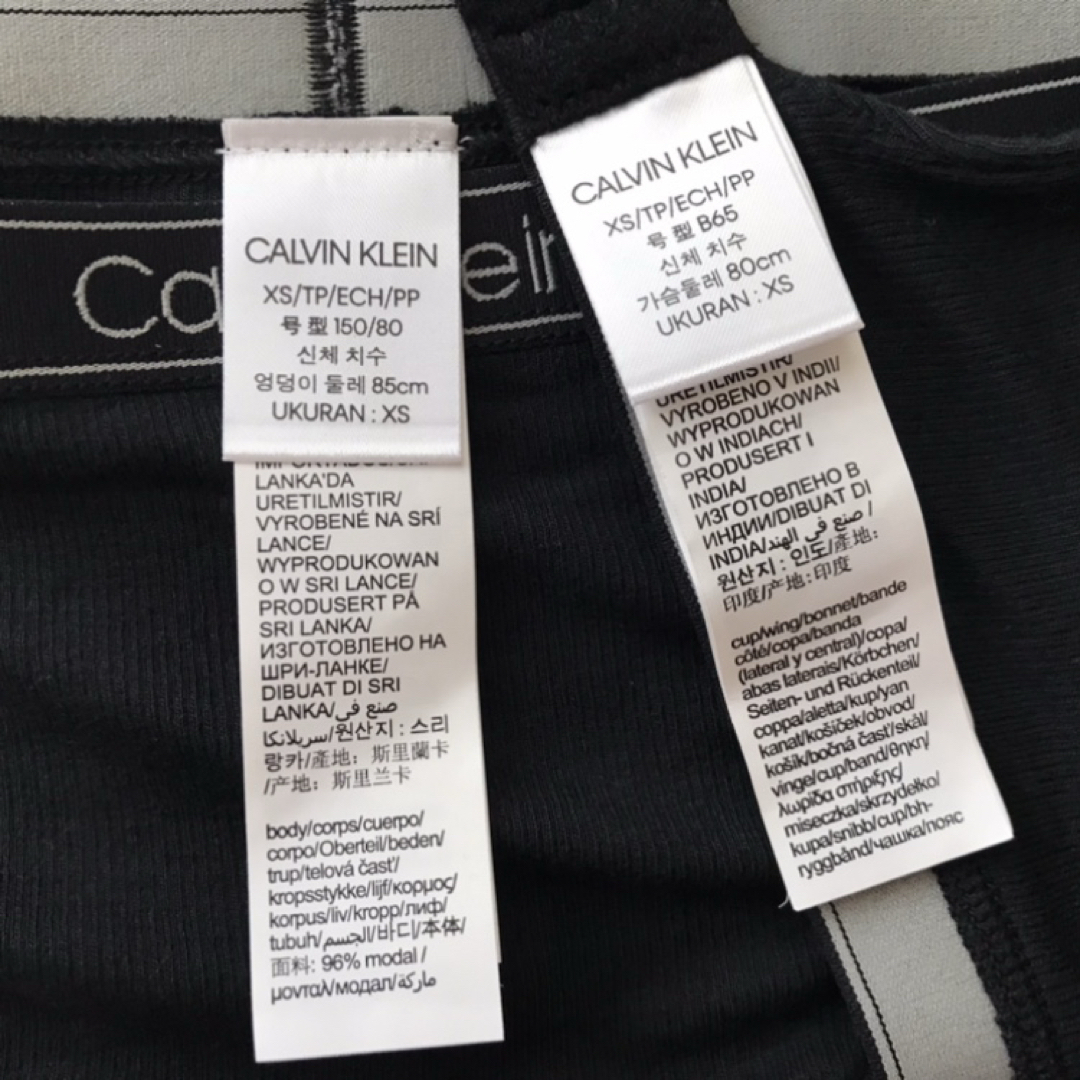 CALVIN KLEIN
XS/TP/ECH/PP
号型 150/80
신체 치수
엉덩이 둘레 85cm
UKURAN : XS
LANKA'DA
URETILMISTIR/
VYROBENÉ NA SRÍ
LANCE/
WYPRODUKOWAN
O W SRI LANCE/
PRODUSERT PÅ
SRI LANKA/
ИЗГОТОВЛЕНО НА
ШРИ-ЛАНКЕ/
DIBUAT DI SRI
LANKA/صنع في
سريلانكا/원산지 : 스리
랑카/產地: 斯里蘭卡
/产地: 斯里兰卡
body/corps/cuerpo/
corpo/Oberteil/beden/
trup/telová časť/
kropsstykke/lijf/κορμος/
korpus/liv/kropp/лиф/
tubuh/الجسم/바디/本体/
面料: 96% modal /
μονταλ/модал/ماركة/
CALVIN KLEIN
XS/TP/ECH/PP
号型 B65
신체 치수
가슴둘레 80cm
UKURAN : XS
URETILMISTIR/
VYROBENO V INDII/
WYPRODUKOWAN
O W INDIACH/
PRODUSERT I
INDIA/
ИЗГОТОВЛЕНО В
ИНДИИ/DIBUAT DI
INDIA/صنع في الهند/
원산지 : 인도/產地:
印度/产地:印度
cup/wing/bonnet/bande
côté/copa/banda
(lateral y central)/copa/
abas laterais/Körbchen/
Seiten- und Rückenteil/
coppa/aletta/kup/yan
kanat/košíček/obvod/
košík/bočná časť/skål/
vinge/cup/band/θηκη/
λωρίδα στήριξης/
miseczka/skrzydełko/
kupa/snibb/cup/bh-
ryggbånd/чашка/пояс
Ca
ein